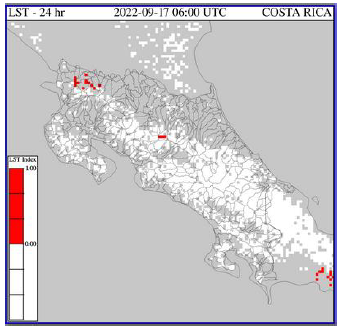 LST - 24 hr 2022-09-17 06:00 UTC COSTA RICA
LST Index
1.00
0.00